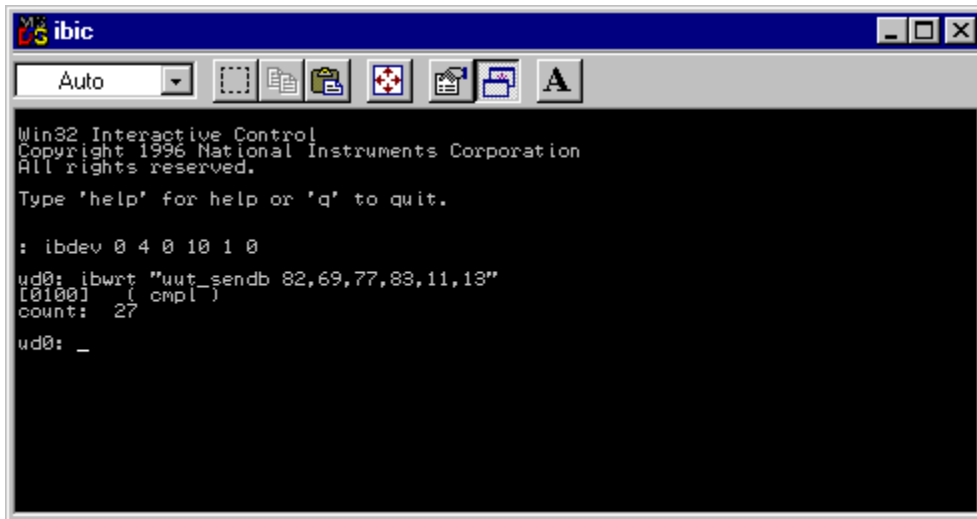 ibic
Auto
A
Win32 Interactive Control
Copyright 1996 National Instruments Corporation
All rights reserved.
Type 'help' for help or 'q' to quit.
: ibdev 0 4 0 10 1 0
ud0: ibwrt "uut_sendb 82,69,77,83,11,13"
[0100]   ( cmpl )
count:  27
ud0: _